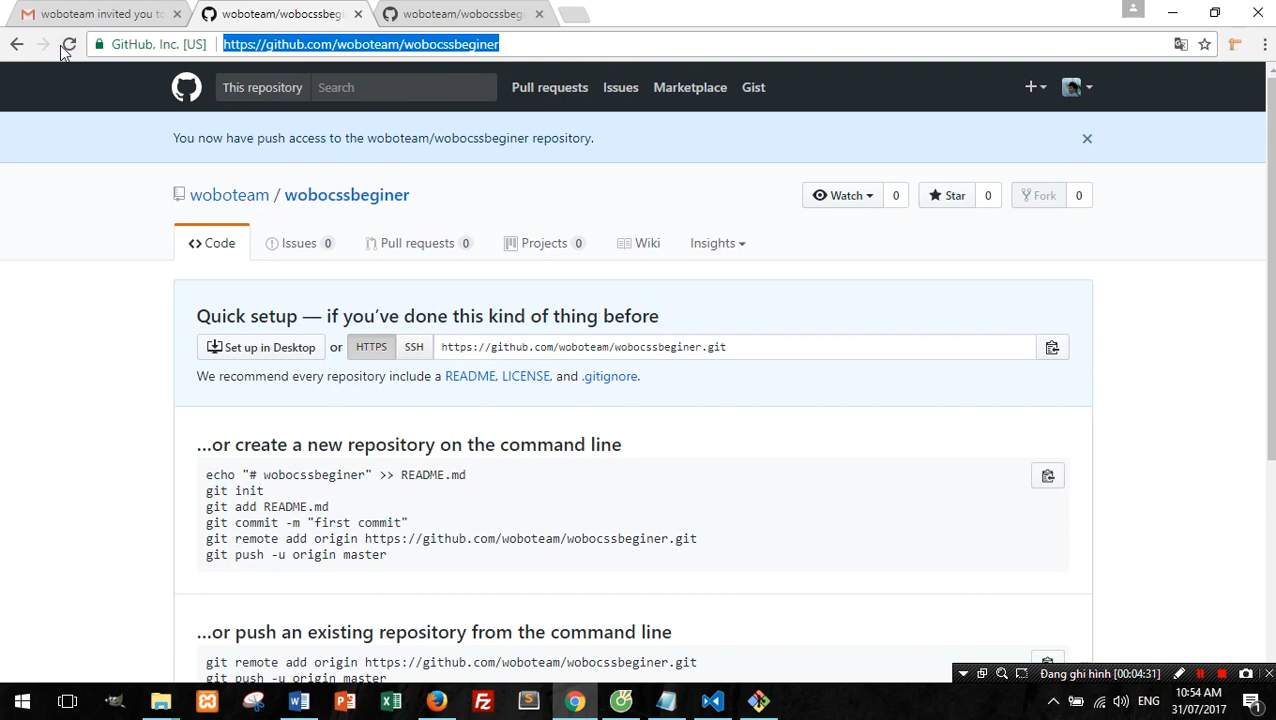 woboteam invited you to
woboteam/wobocssbegi
woboteam/wobocssbegi
GitHub, Inc. [US]
https://github.com/woboteam/wobocssbeginer
This repository
Search
Pull requests
Issues
Marketplace
Gist
You now have push access to the woboteam/wobocssbeginer repository.
woboteam / wobocssbeginer
Watch 0
Star 0
Fork 0
<> Code
Issues 0
Pull requests 0
Projects 0
Wiki
Insights
Quick setup — if you’ve done this kind of thing before
Set up in Desktop or HTTPS SSH https://github.com/woboteam/wobocssbeginer.git
We recommend every repository include a README, LICENSE, and .gitignore.
…or create a new repository on the command line
echo "# wobocssbeginer" >> README.md
git init
git add README.md
git commit -m "first commit"
git remote add origin https://github.com/woboteam/wobocssbeginer.git
git push -u origin master
…or push an existing repository from the command line
git remote add origin https://github.com/woboteam/wobocssbeginer.git
git push -u origin master
Đang ghi hình [00:04:31]
ENG
10:54 AM
31/07/2017